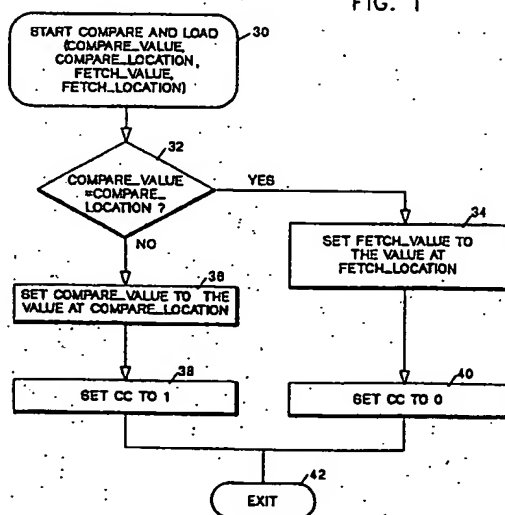 FIG. 1
START COMPARE AND LOAD
(COMPARE_VALUE,
COMPARE_LOCATION,
FETCH_VALUE,
FETCH_LOCATION)
30
32
COMPARE_VALUE
=COMPARE_
LOCATION ?
YES
NO
34
SET FETCH_VALUE TO
THE VALUE AT
FETCH_LOCATION
36
SET COMPARE_VALUE TO THE
VALUE AT COMPARE_LOCATION
38
SET CC TO 1
40
SET CC TO 0
42
EXIT